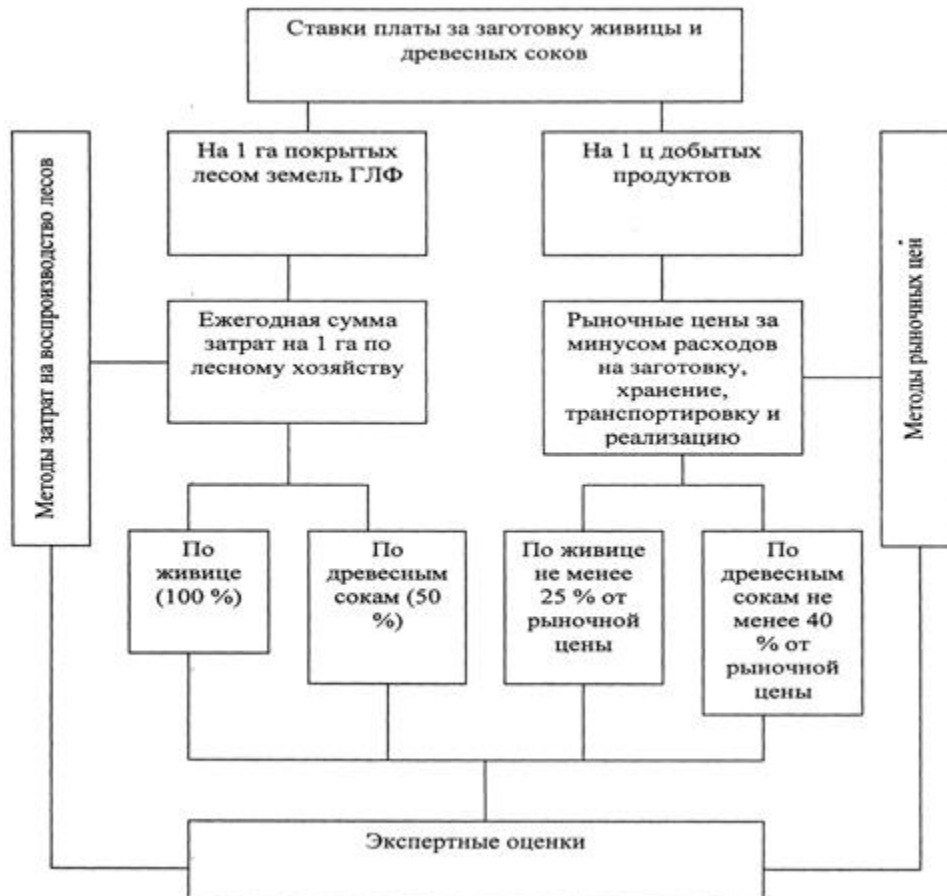 Ставки платы за заготовку живицы и
древесных соков
На 1 га покрытых
лесом земель ГЛФ
На 1 ц добытых
продуктов
Методы затрат на воспроизводство лесов
Ежегодная сумма
затрат на 1 га по
лесному хозяйству
Рыночные цены за
минусом расходов
на заготовку,
хранение,
транспортировку и
реализацию
Методы рыночных цен
По
живице
(100 %)
По
древесным
сокам (50
%)
По живице
не менее
25 % от
рыночной
цены
По
древесным
сокам не
менее 40
% от
рыночной
цены
Экспертные оценки